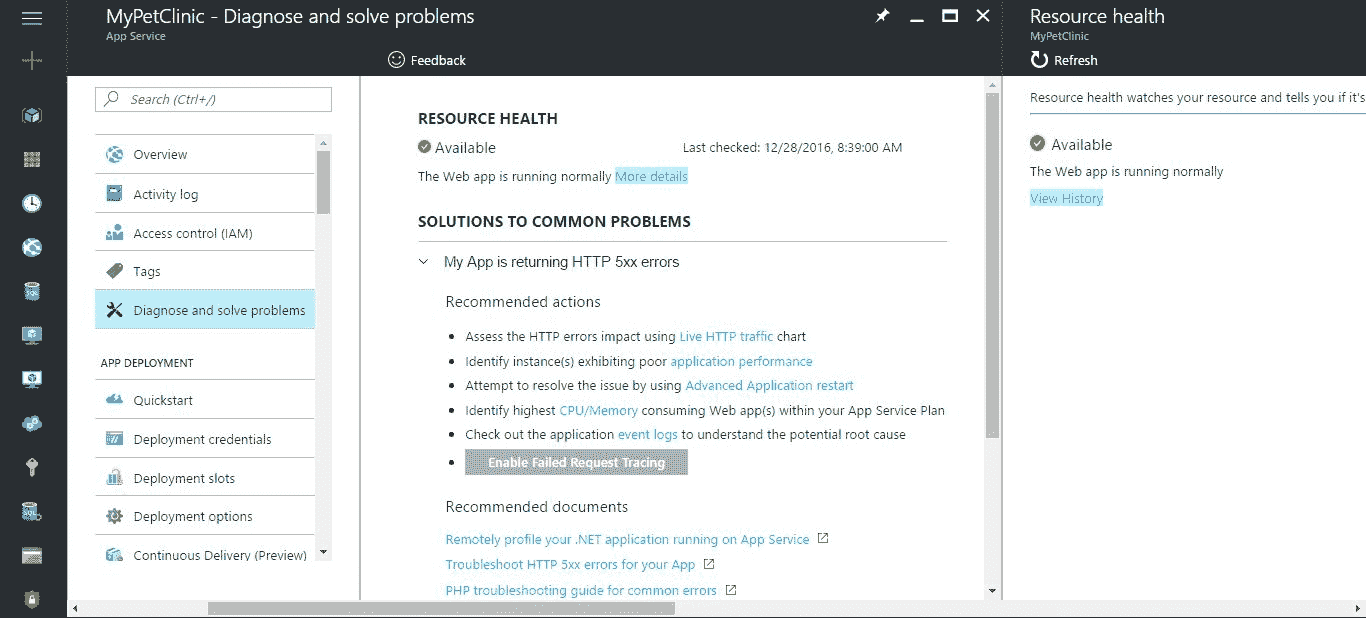 MyPetClinic - Diagnose and solve problems
App Service
Feedback
Search (Ctrl+/)
Overview
Activity log
Access control (IAM)
Tags
Diagnose and solve problems
APP DEPLOYMENT
Quickstart
Deployment credentials
Deployment slots
Deployment options
Continuous Delivery (Preview)
RESOURCE HEALTH
Available
Last checked: 12/28/2016, 8:39:00 AM
The Web app is running normally More details
SOLUTIONS TO COMMON PROBLEMS
My App is returning HTTP 5xx errors
Recommended actions
Assess the HTTP errors impact using Live HTTP traffic chart
Identify instance(s) exhibiting poor application performance
Attempt to resolve the issue by using Advanced Application restart
Identify highest CPU/Memory consuming Web app(s) within your App Service Plan
Check out the application event logs to understand the potential root cause
Enable Failed Request Tracing
Recommended documents
Remotely profile your .NET application running on App Service
Troubleshoot HTTP 5xx errors for your App
PHP troubleshooting guide for common errors
Resource health
MyPetClinic
Refresh
Resource health watches your resource and tells you if it's
Available
The Web app is running normally
View History